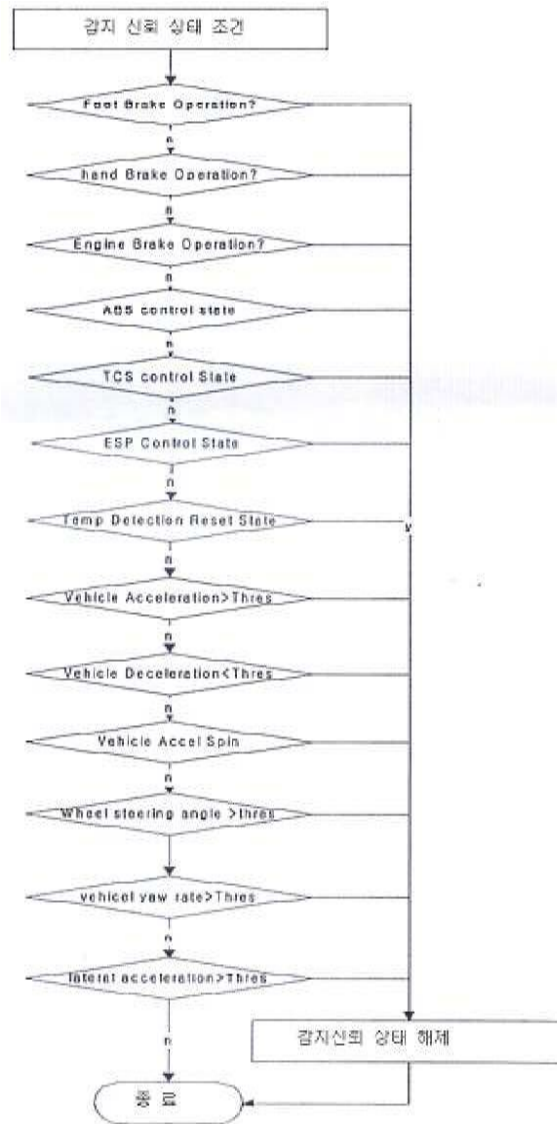 감지 신뢰 상태 조건
Foot Brake Operation?
n
hand Brake Operation?
n
Engine Brake Operation?
n
ABS control state
n
TCS control State
n
ESP Control State
n
Temp Detection Reset State
y
n
Vehicle Acceleration>Thres
n
Vehicle Deceleration<Thres
n
Vehicle Accel Spin
n
Wheel steering angle >thres
vehicel yaw rate>Thres
n
lateral acceleration>Thres
n
감지신뢰 상태 해제